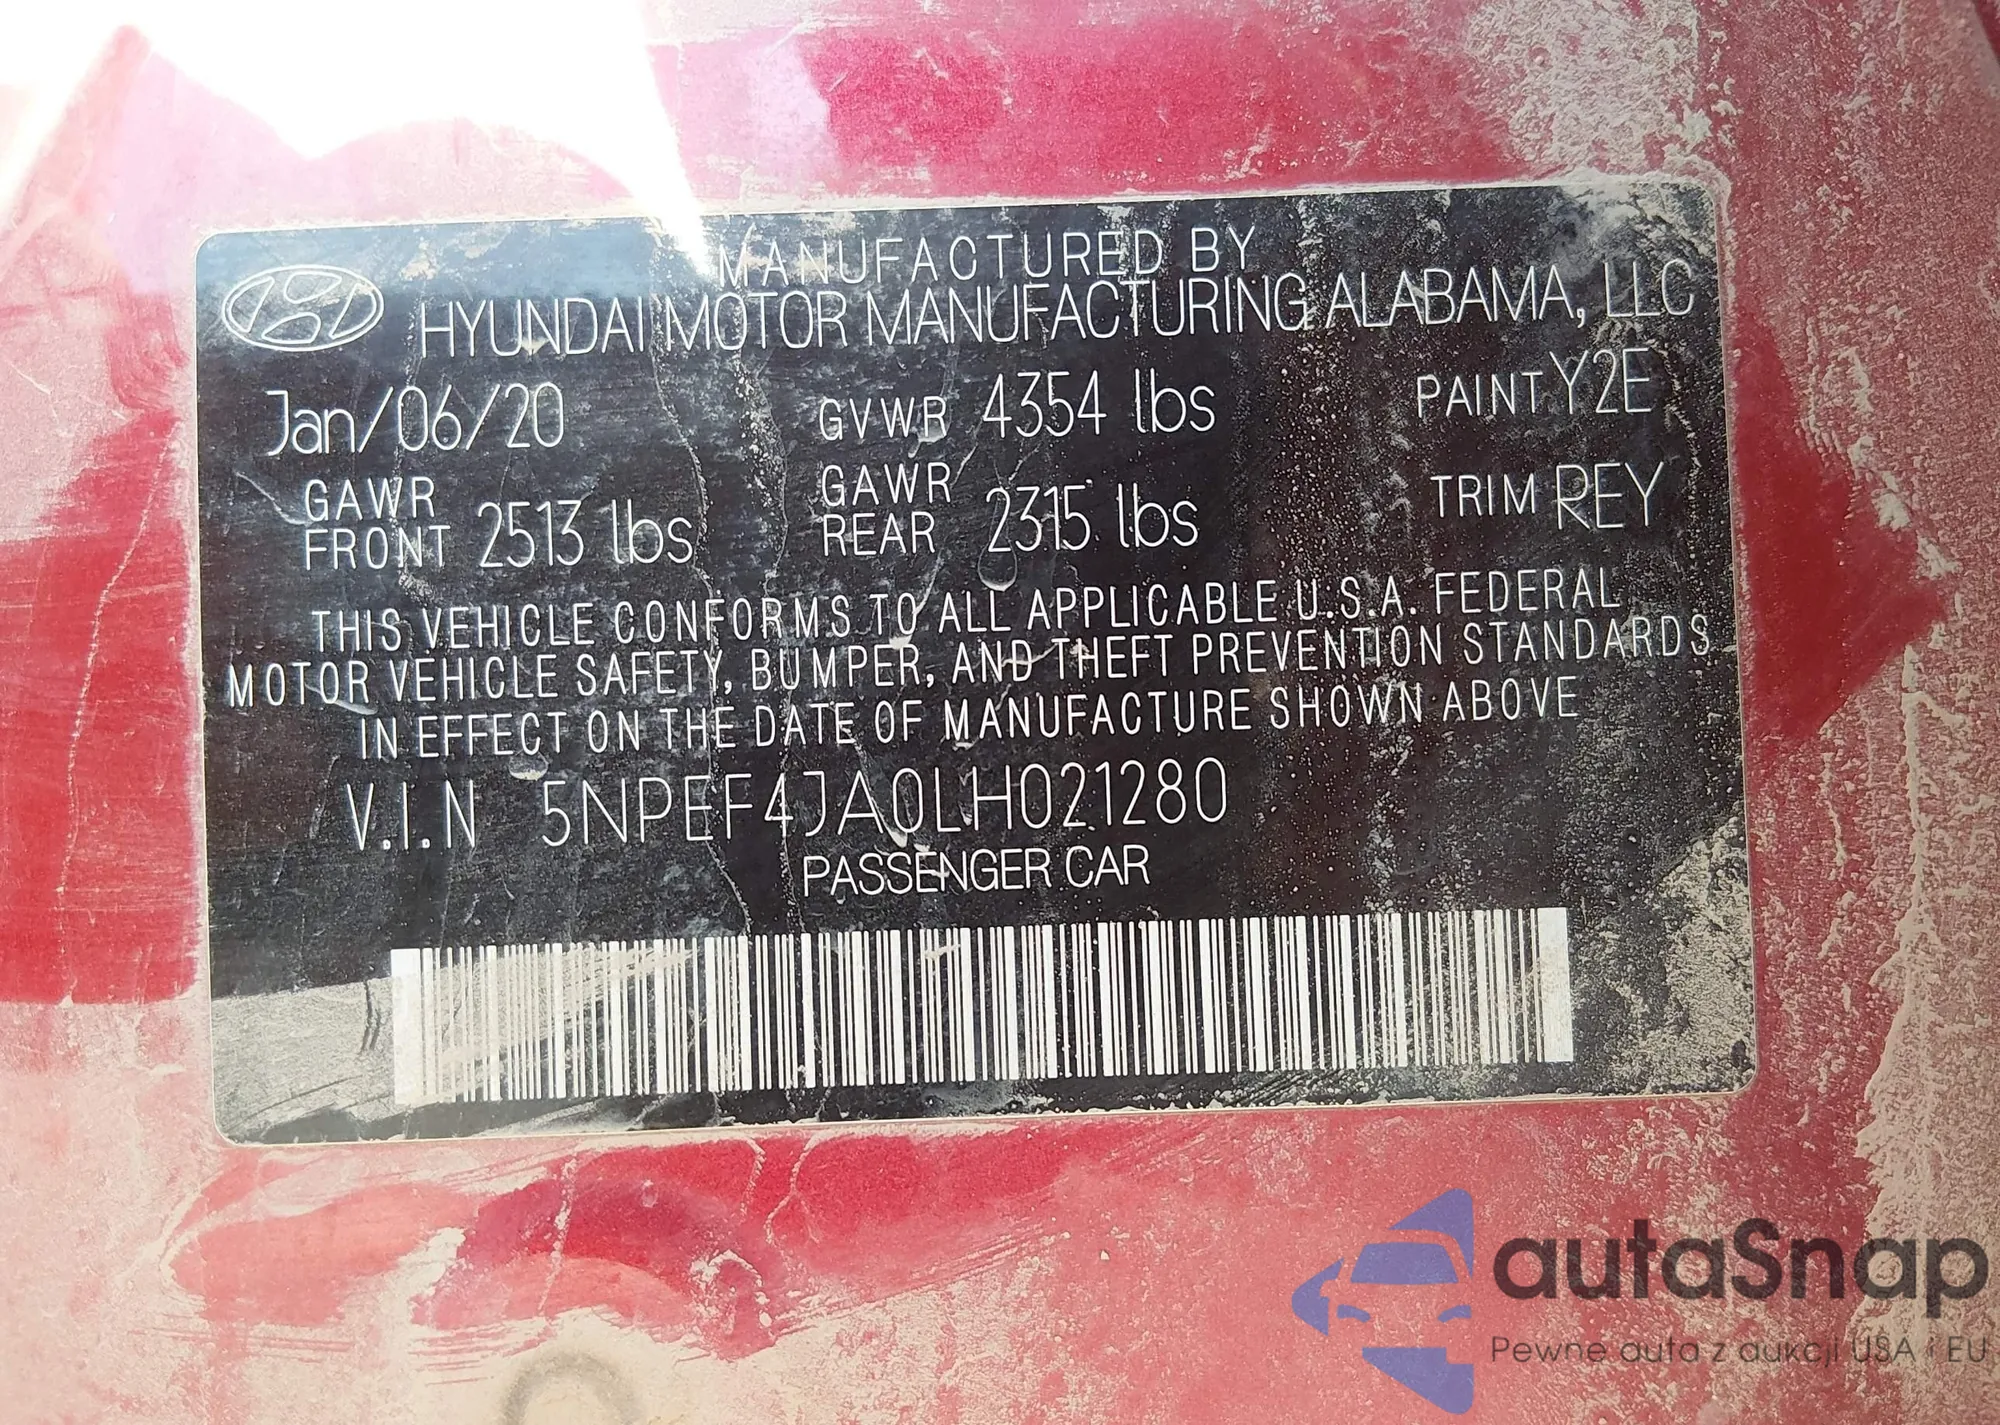 MANUFACTURED BY
HYUNDAI MOTOR MANUFACTURING ALABAMA, LLC
Jan/06/20 GVWR 4354 lbs PAINT Y2E
GAWR FRONT 2513 lbs GAWR REAR 2315 lbs TRIM REY
THIS VEHICLE CONFORMS TO ALL APPLICABLE U.S.A. FEDERAL
MOTOR VEHICLE SAFETY, BUMPER, AND THEFT PREVENTION STANDARDS
IN EFFECT ON THE DATE OF MANUFACTURE SHOWN ABOVE
V.I.N 5NPEF4JA0LH021280
PASSENGER CAR
autaSnap
Pewne auta z aukcji USA i EU